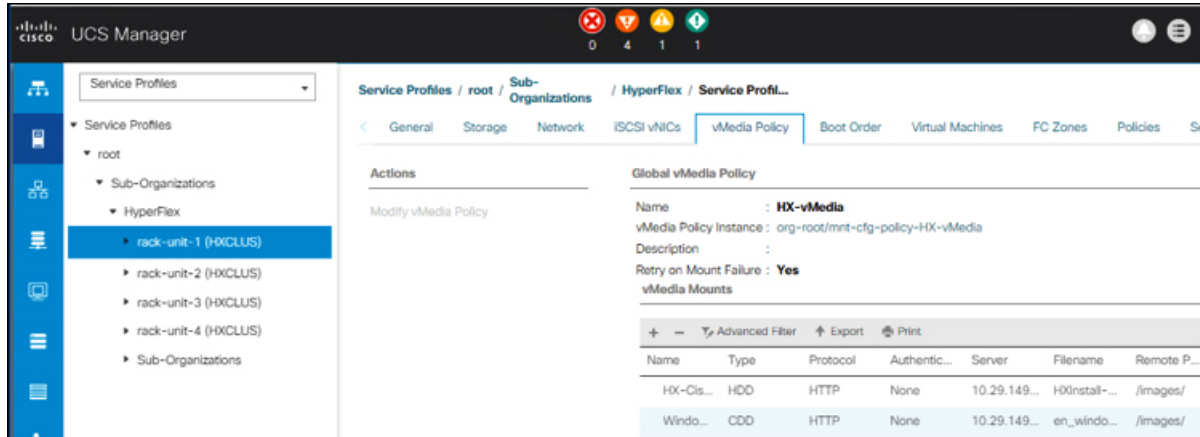 cisco UCS Manager
0 4 1 1
Service Profiles
Service Profiles
root
Sub-Organizations
HyperFlex
rack-unit-1 (HXCLUS)
rack-unit-2 (HXCLUS)
rack-unit-3 (HXCLUS)
rack-unit-4 (HXCLUS)
Sub-Organizations
Service Profiles / root / Sub-Organizations / HyperFlex / Service Profil...
General Storage Network iSCSI vNICs vMedia Policy Boot Order Virtual Machines FC Zones Policies
Actions
Modify vMedia Policy
Global vMedia Policy
Name : HX-vMedia
vMedia Policy Instance : org-root/mnt-cfg-policy-HX-vMedia
Description :
Retry on Mount Failure : Yes
vMedia Mounts
+ − Advanced Filter Export Print
Name Type Protocol Authentic... Server Filename Remote P...
HX-Cis... HDD HTTP None 10.29.149... HXInstall-... /images/
Windo... CDD HTTP None 10.29.149... en_windo... /images/